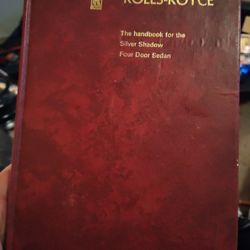 ROLLS-ROYCE
The handbook for the
Silver Shadow
Four Door Sedan